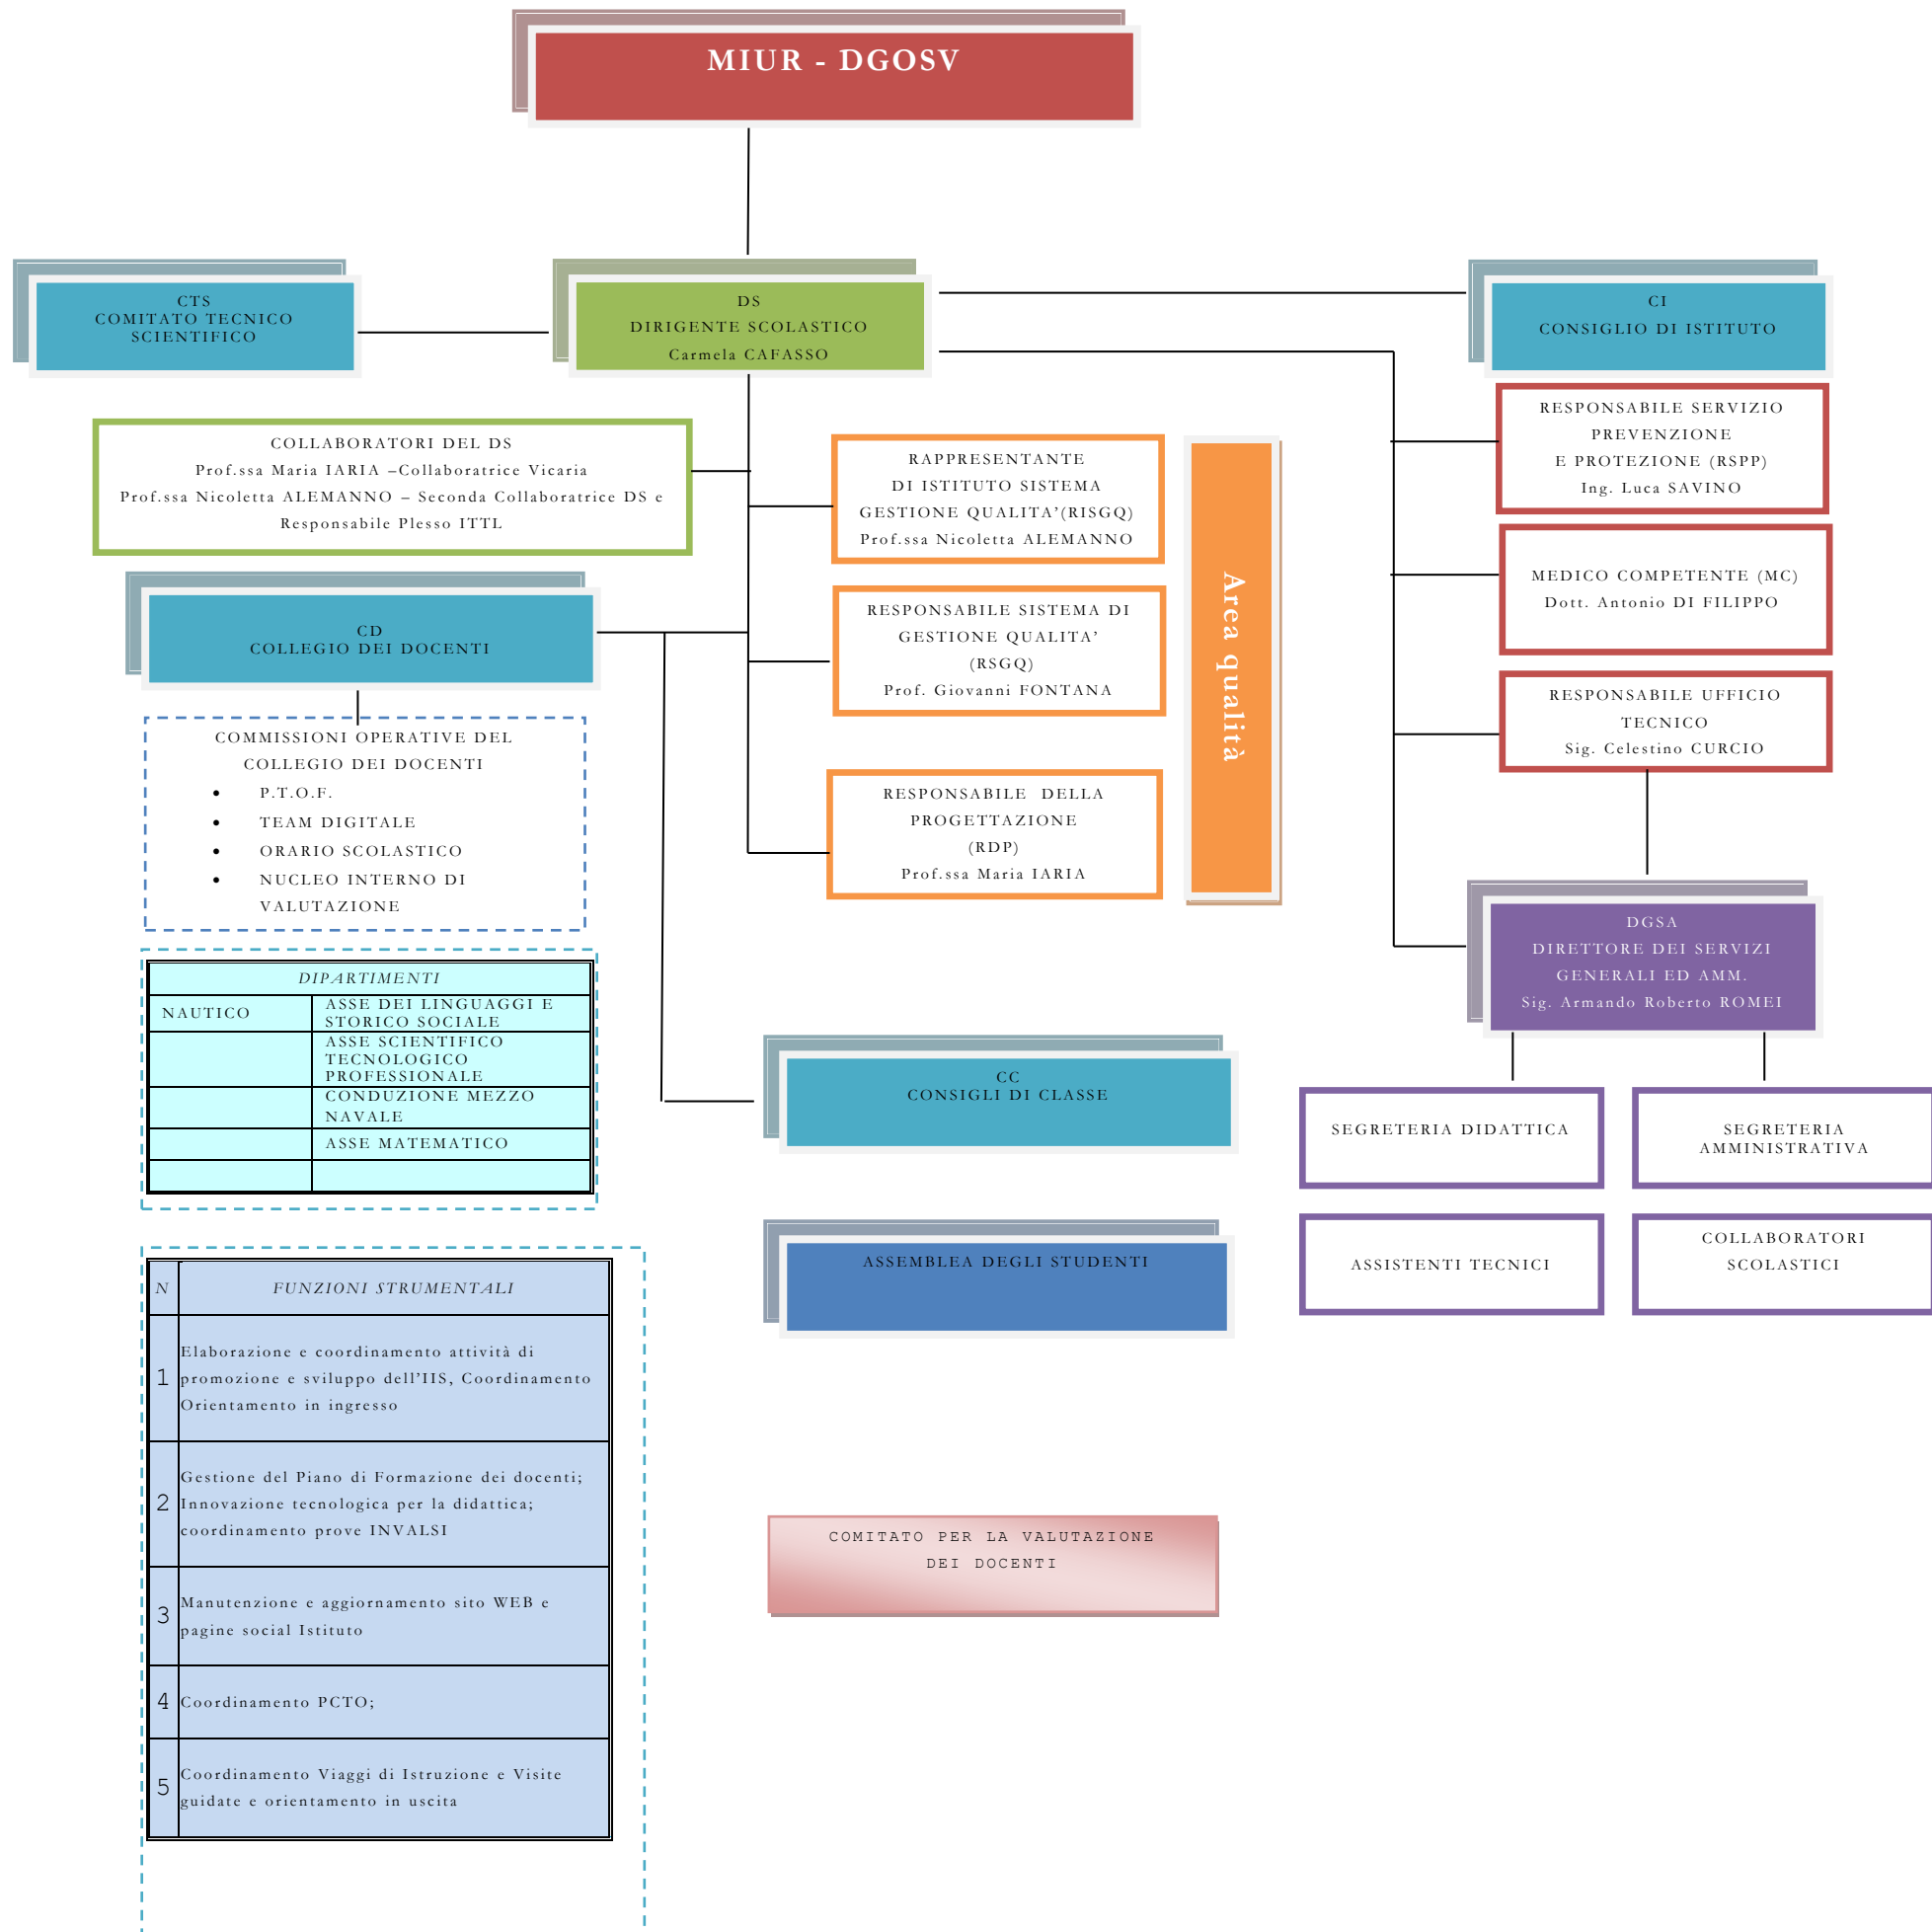 MIUR - DGOSV
CTS
COMITATO TECNICO
SCIENTIFICO
DS
DIRIGENTE SCOLASTICO
Carmela CAFASSO
CI
CONSIGLIO DI ISTITUTO
COLLABORATORI DEL DS
Prof.ssa Maria IARIA –Collaboratrice Vicaria
Prof.ssa Nicoletta ALEMANNO – Seconda Collaboratrice DS e
Responsabile Plesso ITTL
RAPPRESENTANTE
DI ISTITUTO SISTEMA
GESTIONE QUALITA’(RISGQ)
Prof.ssa Nicoletta ALEMANNO
RESPONSABILE SISTEMA DI
GESTIONE QUALITA’
(RSGQ)
Prof. Giovanni FONTANA
RESPONSABILE  DELLA
PROGETTAZIONE
(RDP)
Prof.ssa Maria IARIA
Area qualità
RESPONSABILE SERVIZIO
PREVENZIONE
E PROTEZIONE (RSPP)
Ing. Luca SAVINO
MEDICO COMPETENTE (MC)
Dott. Antonio DI FILIPPO
RESPONSABILE UFFICIO
TECNICO
Sig. Celestino CURCIO
CD
COLLEGIO DEI DOCENTI
COMMISSIONI OPERATIVE DEL
COLLEGIO DEI DOCENTI
• P.T.O.F.
• TEAM DIGITALE
• ORARIO SCOLASTICO
• NUCLEO INTERNO DI
VALUTAZIONE
DGSA
DIRETTORE DEI SERVIZI
GENERALI ED AMM.
Sig. Armando Roberto ROMEI
DIPARTIMENTI
NAUTICO
ASSE DEI LINGUAGGI E
STORICO SOCIALE
ASSE SCIENTIFICO
TECNOLOGICO
PROFESSIONALE
CONDUZIONE MEZZO
NAVALE
ASSE MATEMATICO
CC
CONSIGLI DI CLASSE
SEGRETERIA DIDATTICA
SEGRETERIA
AMMINISTRATIVA
ASSISTENTI TECNICI
COLLABORATORI
SCOLASTICI
ASSEMBLEA DEGLI STUDENTI
N FUNZIONI STRUMENTALI
1
Elaborazione e coordinamento attività di
promozione e sviluppo dell’IIS, Coordinamento
Orientamento in ingresso
2
Gestione del Piano di Formazione dei docenti;
Innovazione tecnologica per la didattica;
coordinamento prove INVALSI
3
Manutenzione e aggiornamento sito WEB e
pagine social Istituto
4 Coordinamento PCTO;
5
Coordinamento Viaggi di Istruzione e Visite
guidate e orientamento in uscita
COMITATO PER LA VALUTAZIONE
DEI DOCENTI